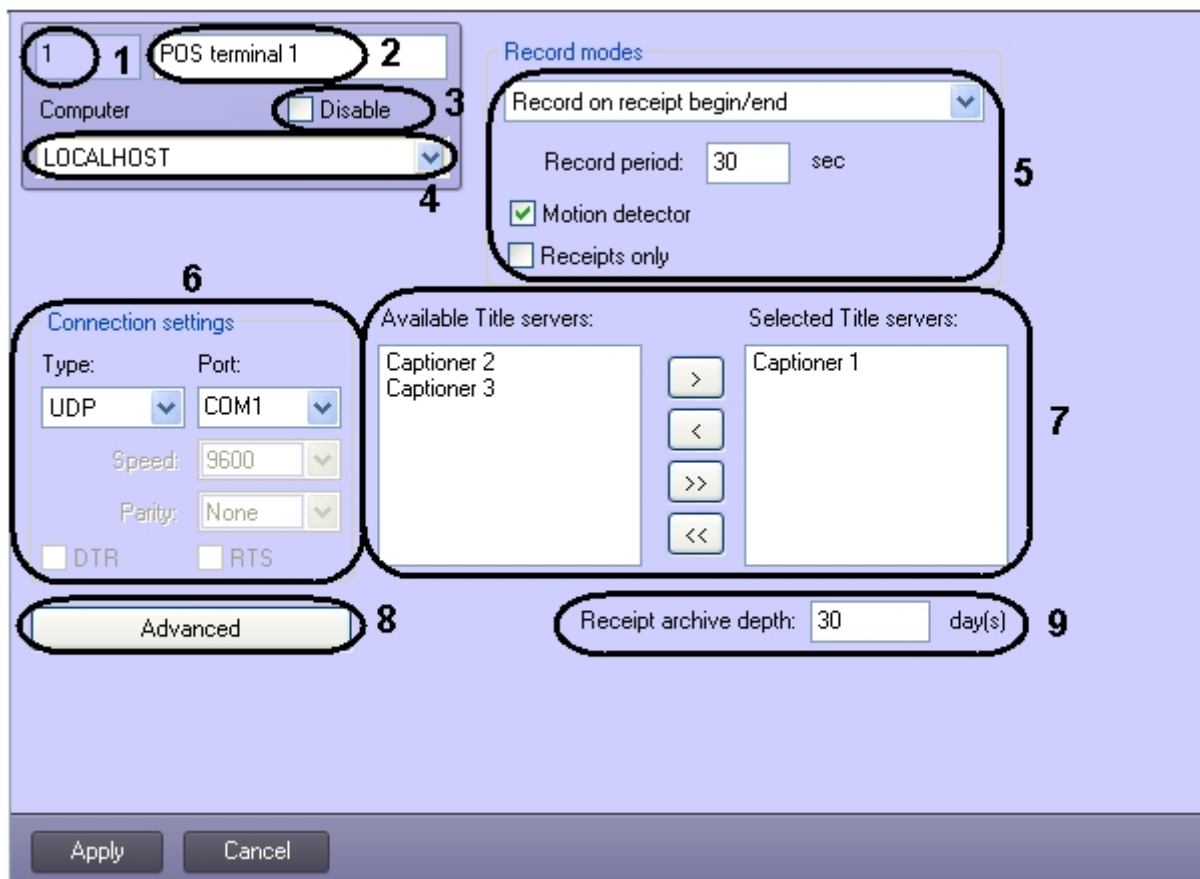 1 1 POS terminal 1 2
Computer Disable 3
LOCALHOST
4
Record modes
Record on receipt begin/end
Record period: 30 sec
5
Motion detector
Receipts only
6
Connection settings
Type: Port:
UDP COM1
Speed: 9600
Parity: None
DTR RTS
Available Title servers: Selected Title servers:
Captioner 2 > Captioner 1
Captioner 3
<
7
>>
<<
Advanced 8
Receipt archive depth: 30 day(s) 9
Apply Cancel